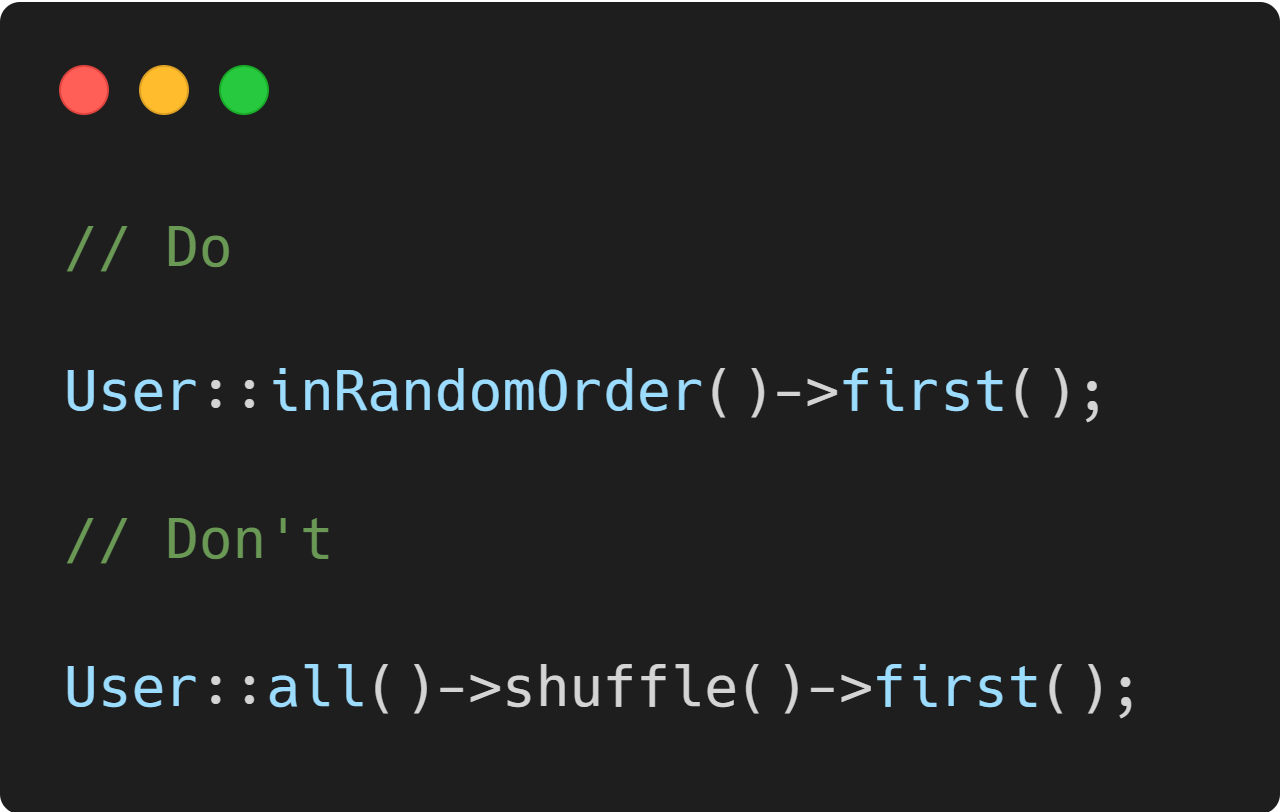 // Do
User::inRandomOrder()->first();
// Don't
User::all()->shuffle()->first();